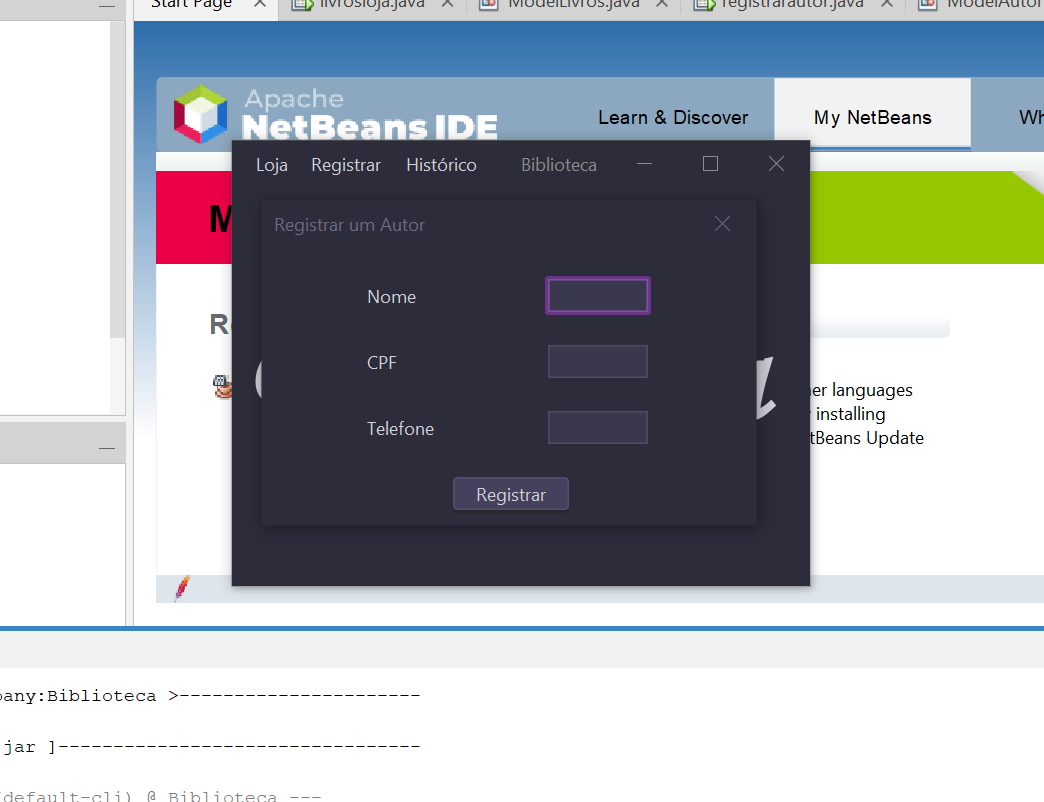 Start Page
livrosloja.java
ModelLivros.java
registrarautor.java
ModelAutor
Apache
NetBeans IDE
Learn & Discover
My NetBeans
Wh
Loja
Registrar
Histórico
Biblioteca
M
Registrar um Autor
Nome
CPF
Telefone
Registrar
R
her languages
installing
tBeans Update
pany:Biblioteca >----------------------
jar ]---------------------------------
(default-cli) @ Biblioteca ---